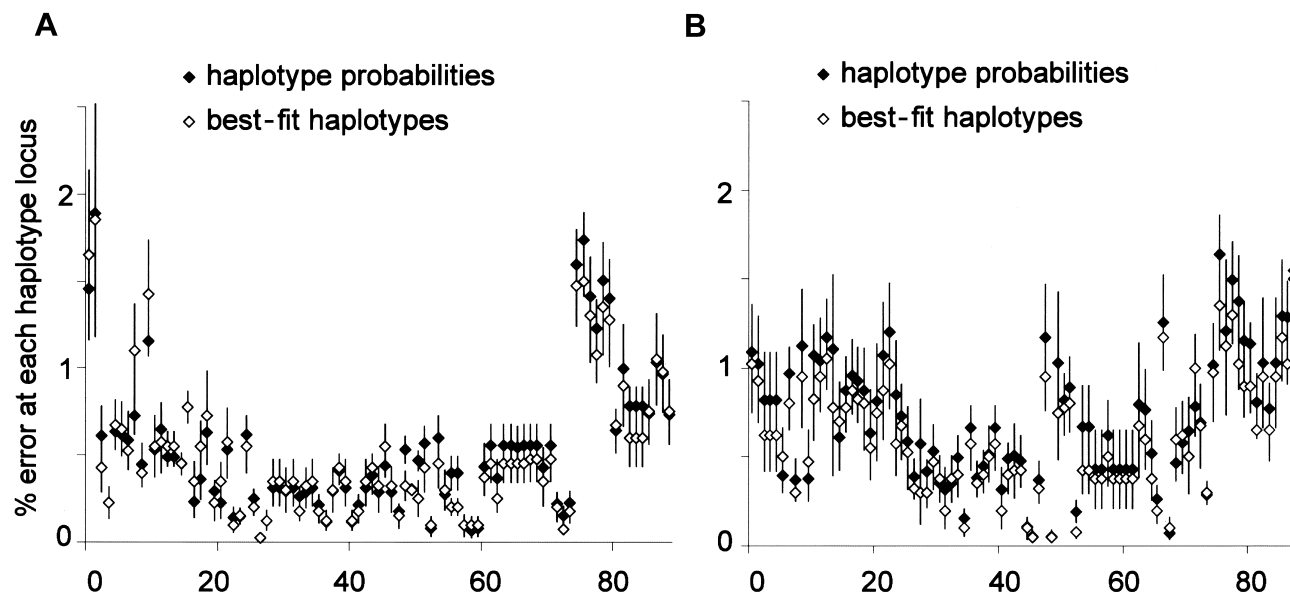 A
haplotype probabilities
best-fit haplotypes
% error at each haplotype locus
2
1
0
0
20
40
60
80
B
haplotype probabilities
best-fit haplotypes
2
1
0
0
20
40
60
80